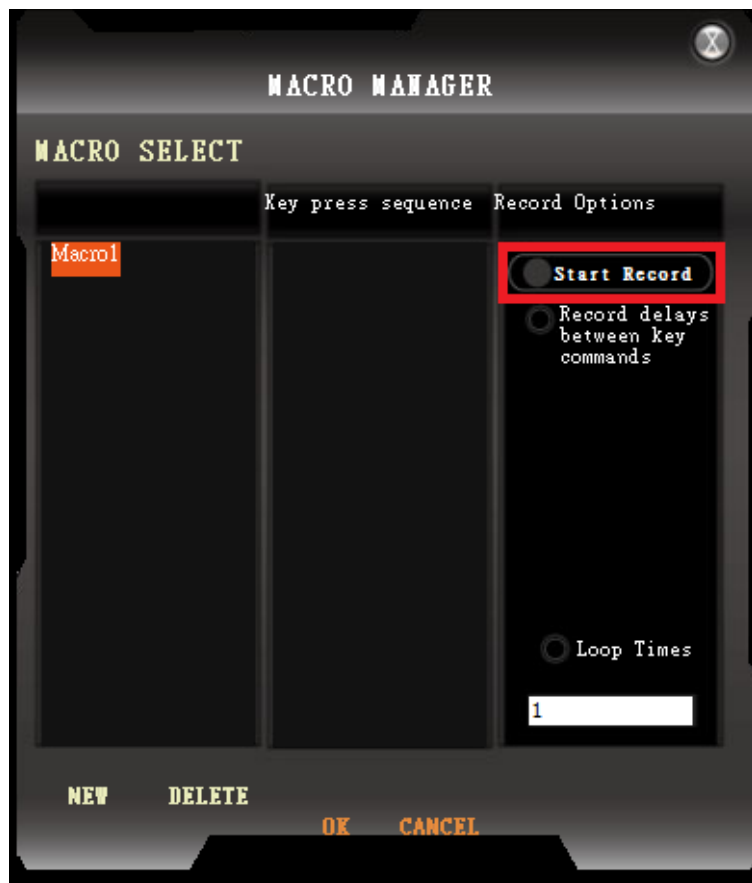 X
MACRO MANAGER
MACRO SELECT
Key press sequence
Record Options
Macro1
Start Record
Record delays
between key
commands
Loop Times
1
NEW
DELETE
OK
CANCEL